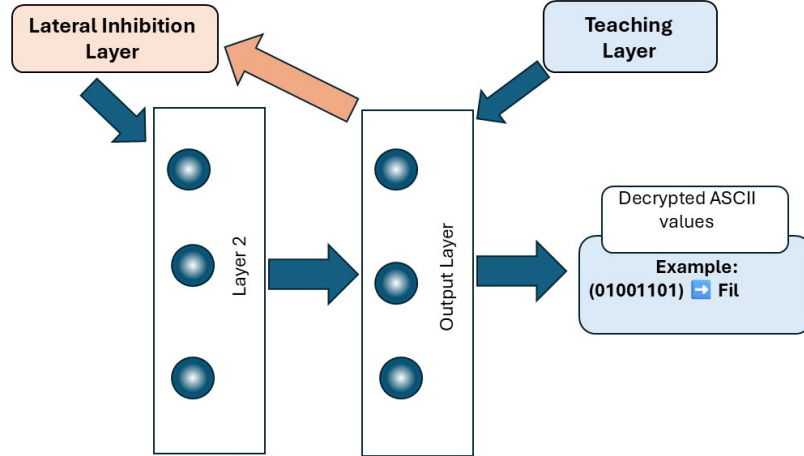 Lateral Inhibition
Layer
Teaching
Layer
Layer 2
Output Layer
Decrypted ASCII
values
Example:
(01001101) ➡️ Fil